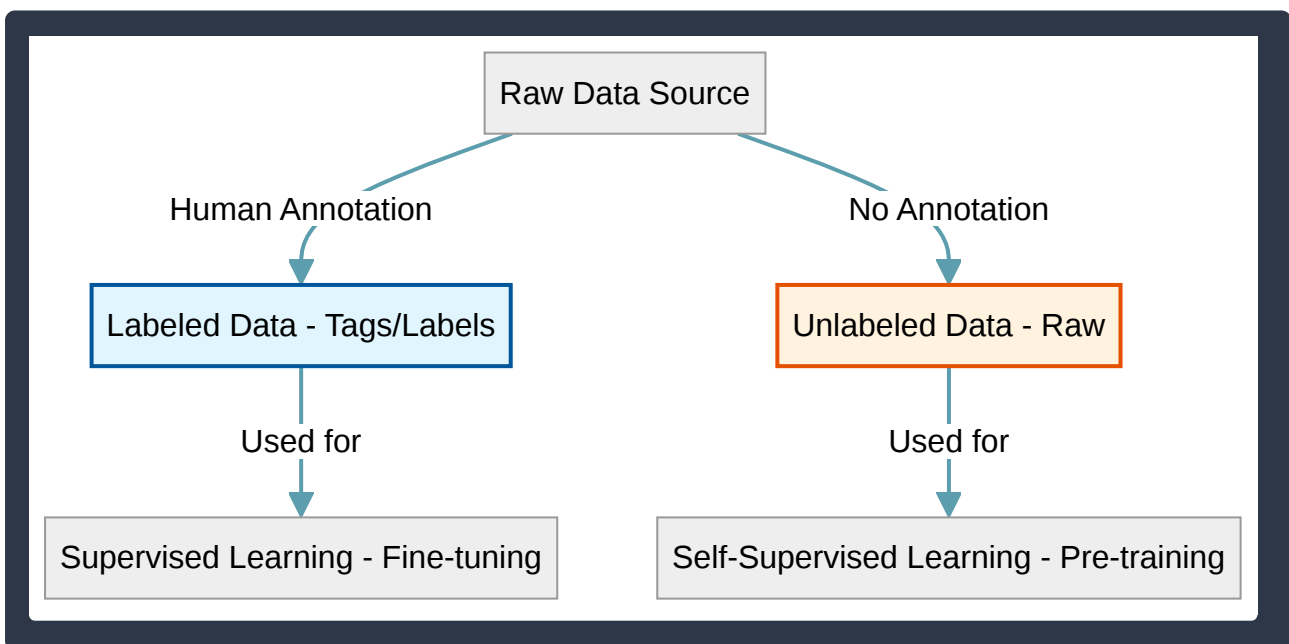 Raw Data Source
Human Annotation
No Annotation
Labeled Data - Tags/Labels
Unlabeled Data - Raw
Used for
Used for
Supervised Learning - Fine-tuning
Self-Supervised Learning - Pre-training